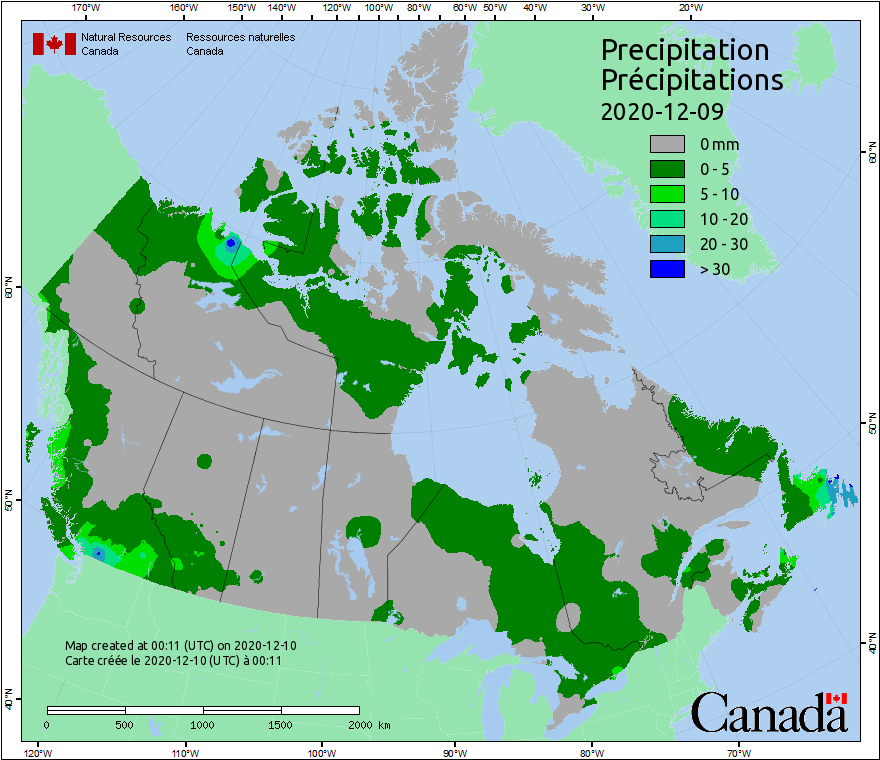 170°W 160°W 150°W 140°W 120°W 100°W 80°W 60°W 50°W 40°W 30°W 20°W
Natural Resources Ressources naturelles
Canada Canada
Precipitation
Précipitations
2020-12-09
0 mm
0 - 5
5 - 10
10 - 20
20 - 30
> 30
60°N
60°N
50°N
50°N
40°N
40°N
Map created at 00:11 (UTC) on 2020-12-10
Carte créée le 2020-12-10 (UTC) à 00:11
0 500 1000 1500 2000 km
Canada
120°W 110°W 100°W 90°W 80°W 70°W